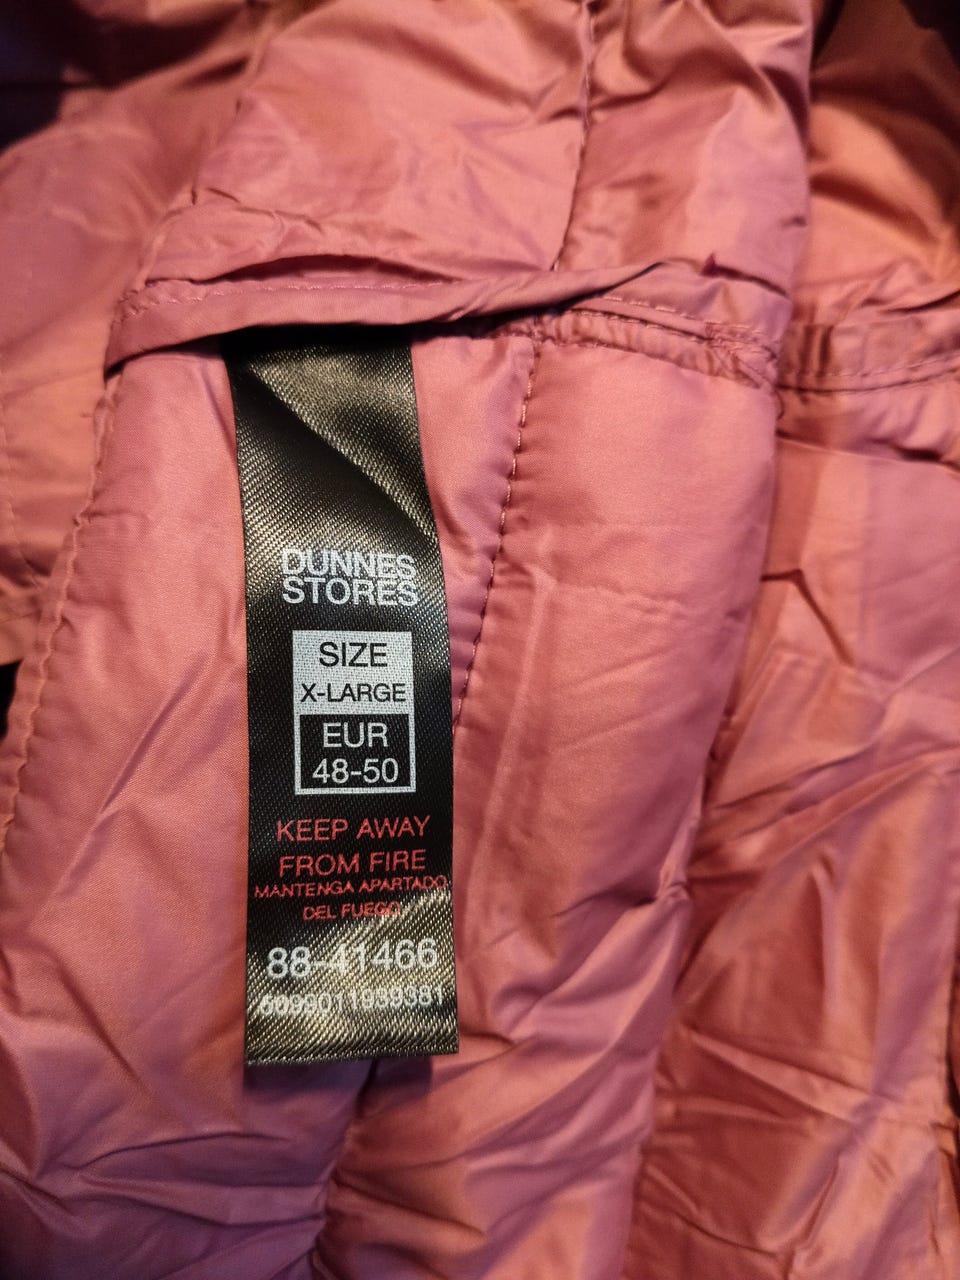 DUNNES
STORES
SIZE
X-LARGE
EUR
48-50
KEEP AWAY
FROM FIRE
MANTENGA APARTADO
DEL FUEGO
88-41466